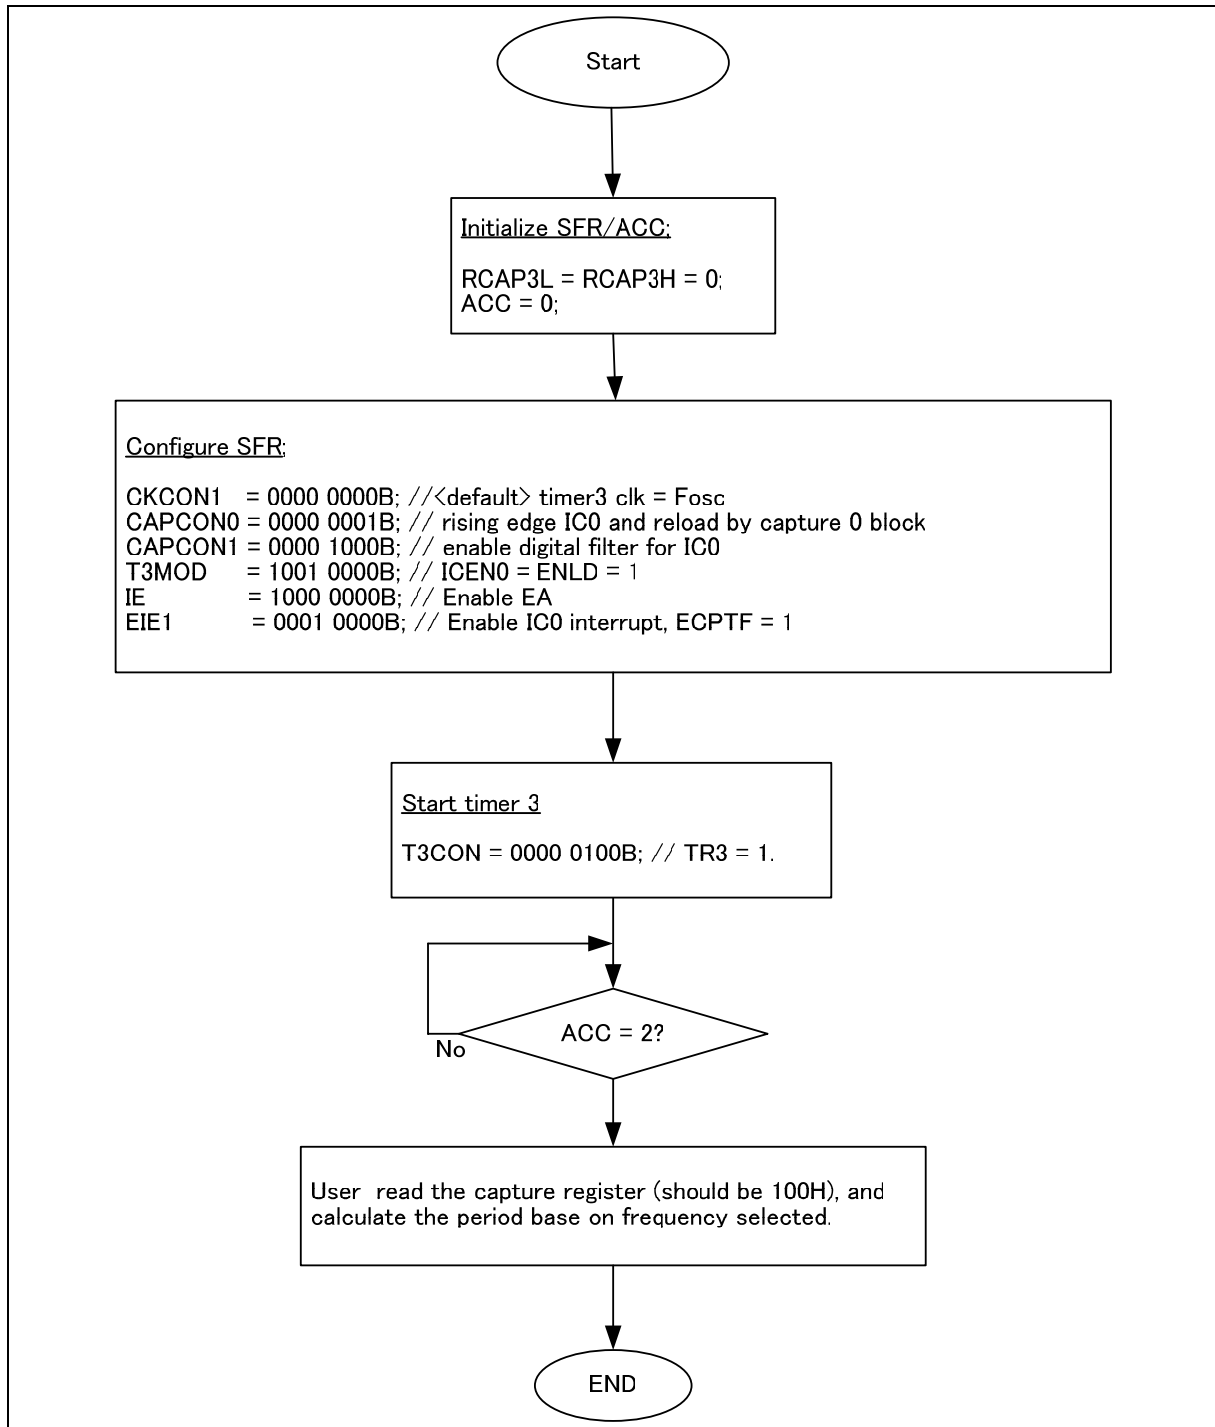 Start
Initialize SFR/ACC;
RCAP3L = RCAP3H = 0;
ACC = 0;
Configure SFR;
CKCON1 = 0000 0000B; //<default> timer3 clk = Fosc
CAPCON0 = 0000 0001B; // rising edge IC0 and reload by capture 0 block
CAPCON1 = 0000 1000B; // enable digital filter for IC0
T3MOD = 1001 0000B; // ICEN0 = ENLD = 1
IE = 1000 0000B; // Enable EA
EIE1 = 0001 0000B; // Enable IC0 interrupt, ECPTF = 1
Start timer 3
T3CON = 0000 0100B; // TR3 = 1.
ACC = 2?
No
User read the capture register (should be 100H), and
calculate the period base on frequency selected.
END